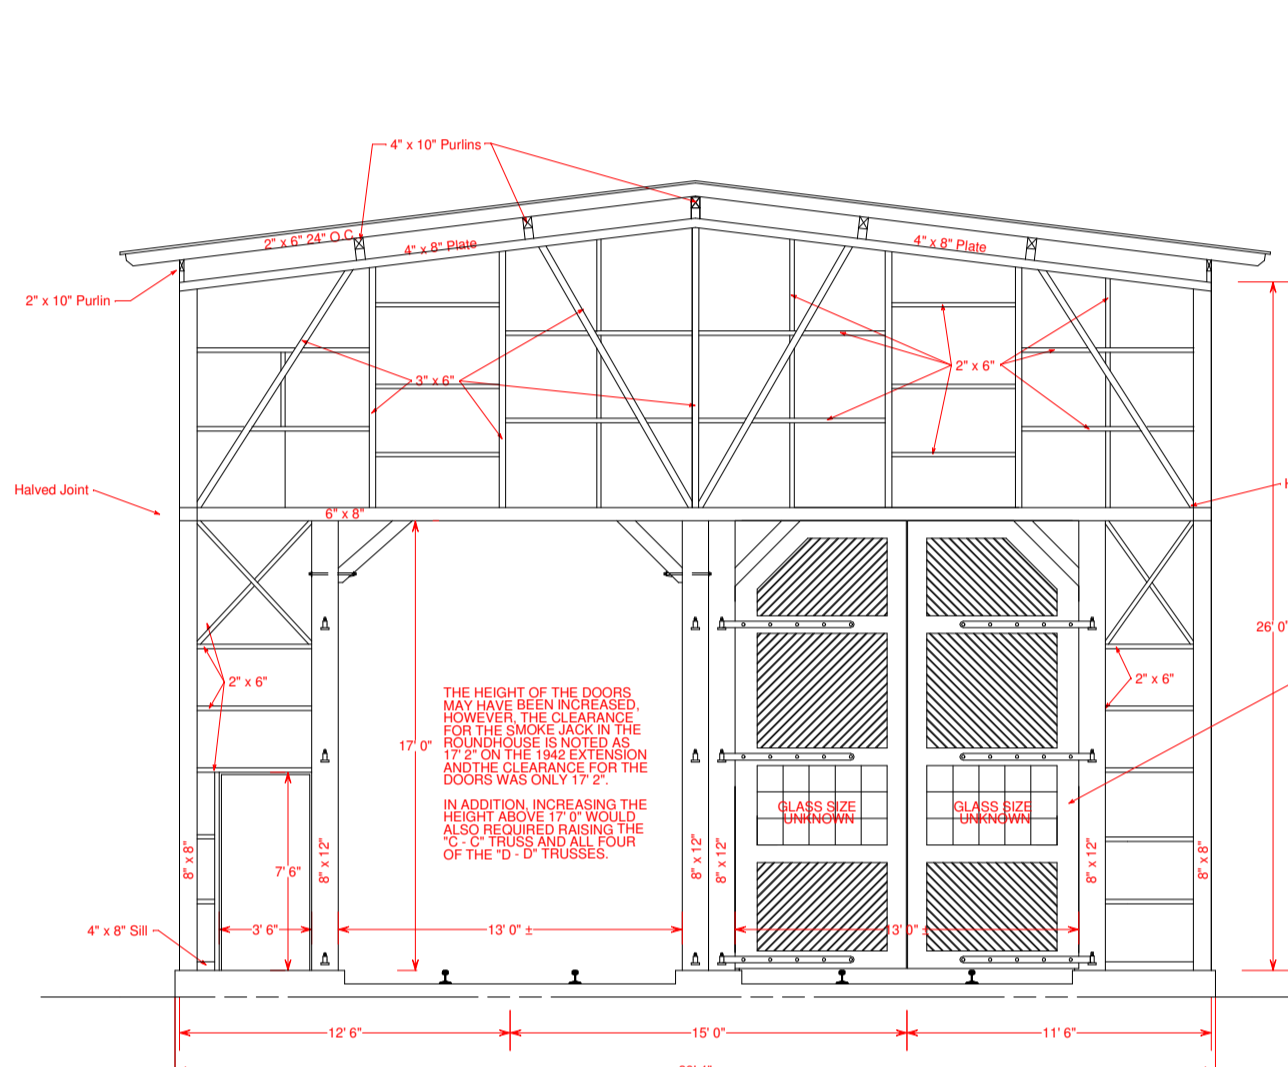 4" x 10" Purlins
2" x 6" 24" O.C.
4" x 8" Plate
4" x 8" Plate
2" x 10" Purlin
3" x 6"
2" x 6"
Halved Joint
H
6" x 8"
26' 0"
2" x 6"
2" x 6"
THE HEIGHT OF THE DOORS
MAY HAVE BEEN INCREASED,
HOWEVER, THE CLEARANCE
FOR THE SMOKE JACK IN THE
ROUNDHOUSE IS NOTED AS
17' 2" ON THE 1942 EXTENSION
ANDTHE CLEARANCE FOR THE
DOORS WAS ONLY 17' 2".
17' 0"
IN ADDITION, INCREASING THE
HEIGHT ABOVE 17' 0" WOULD
ALSO REQUIRED RAISING THE
"C - C" TRUSS AND ALL FOUR
OF THE "D - D" TRUSSES.
GLASS SIZE
UNKNOWN
GLASS SIZE
UNKNOWN
8" x 8"
7' 6"
8" x 12"
8" x 12"
8" x 12"
8" x 12"
8" x 8"
4" x 8" Sill
3' 6"
13' 0" ±
13' 0" ±
12' 6"
15' 0"
11' 6"